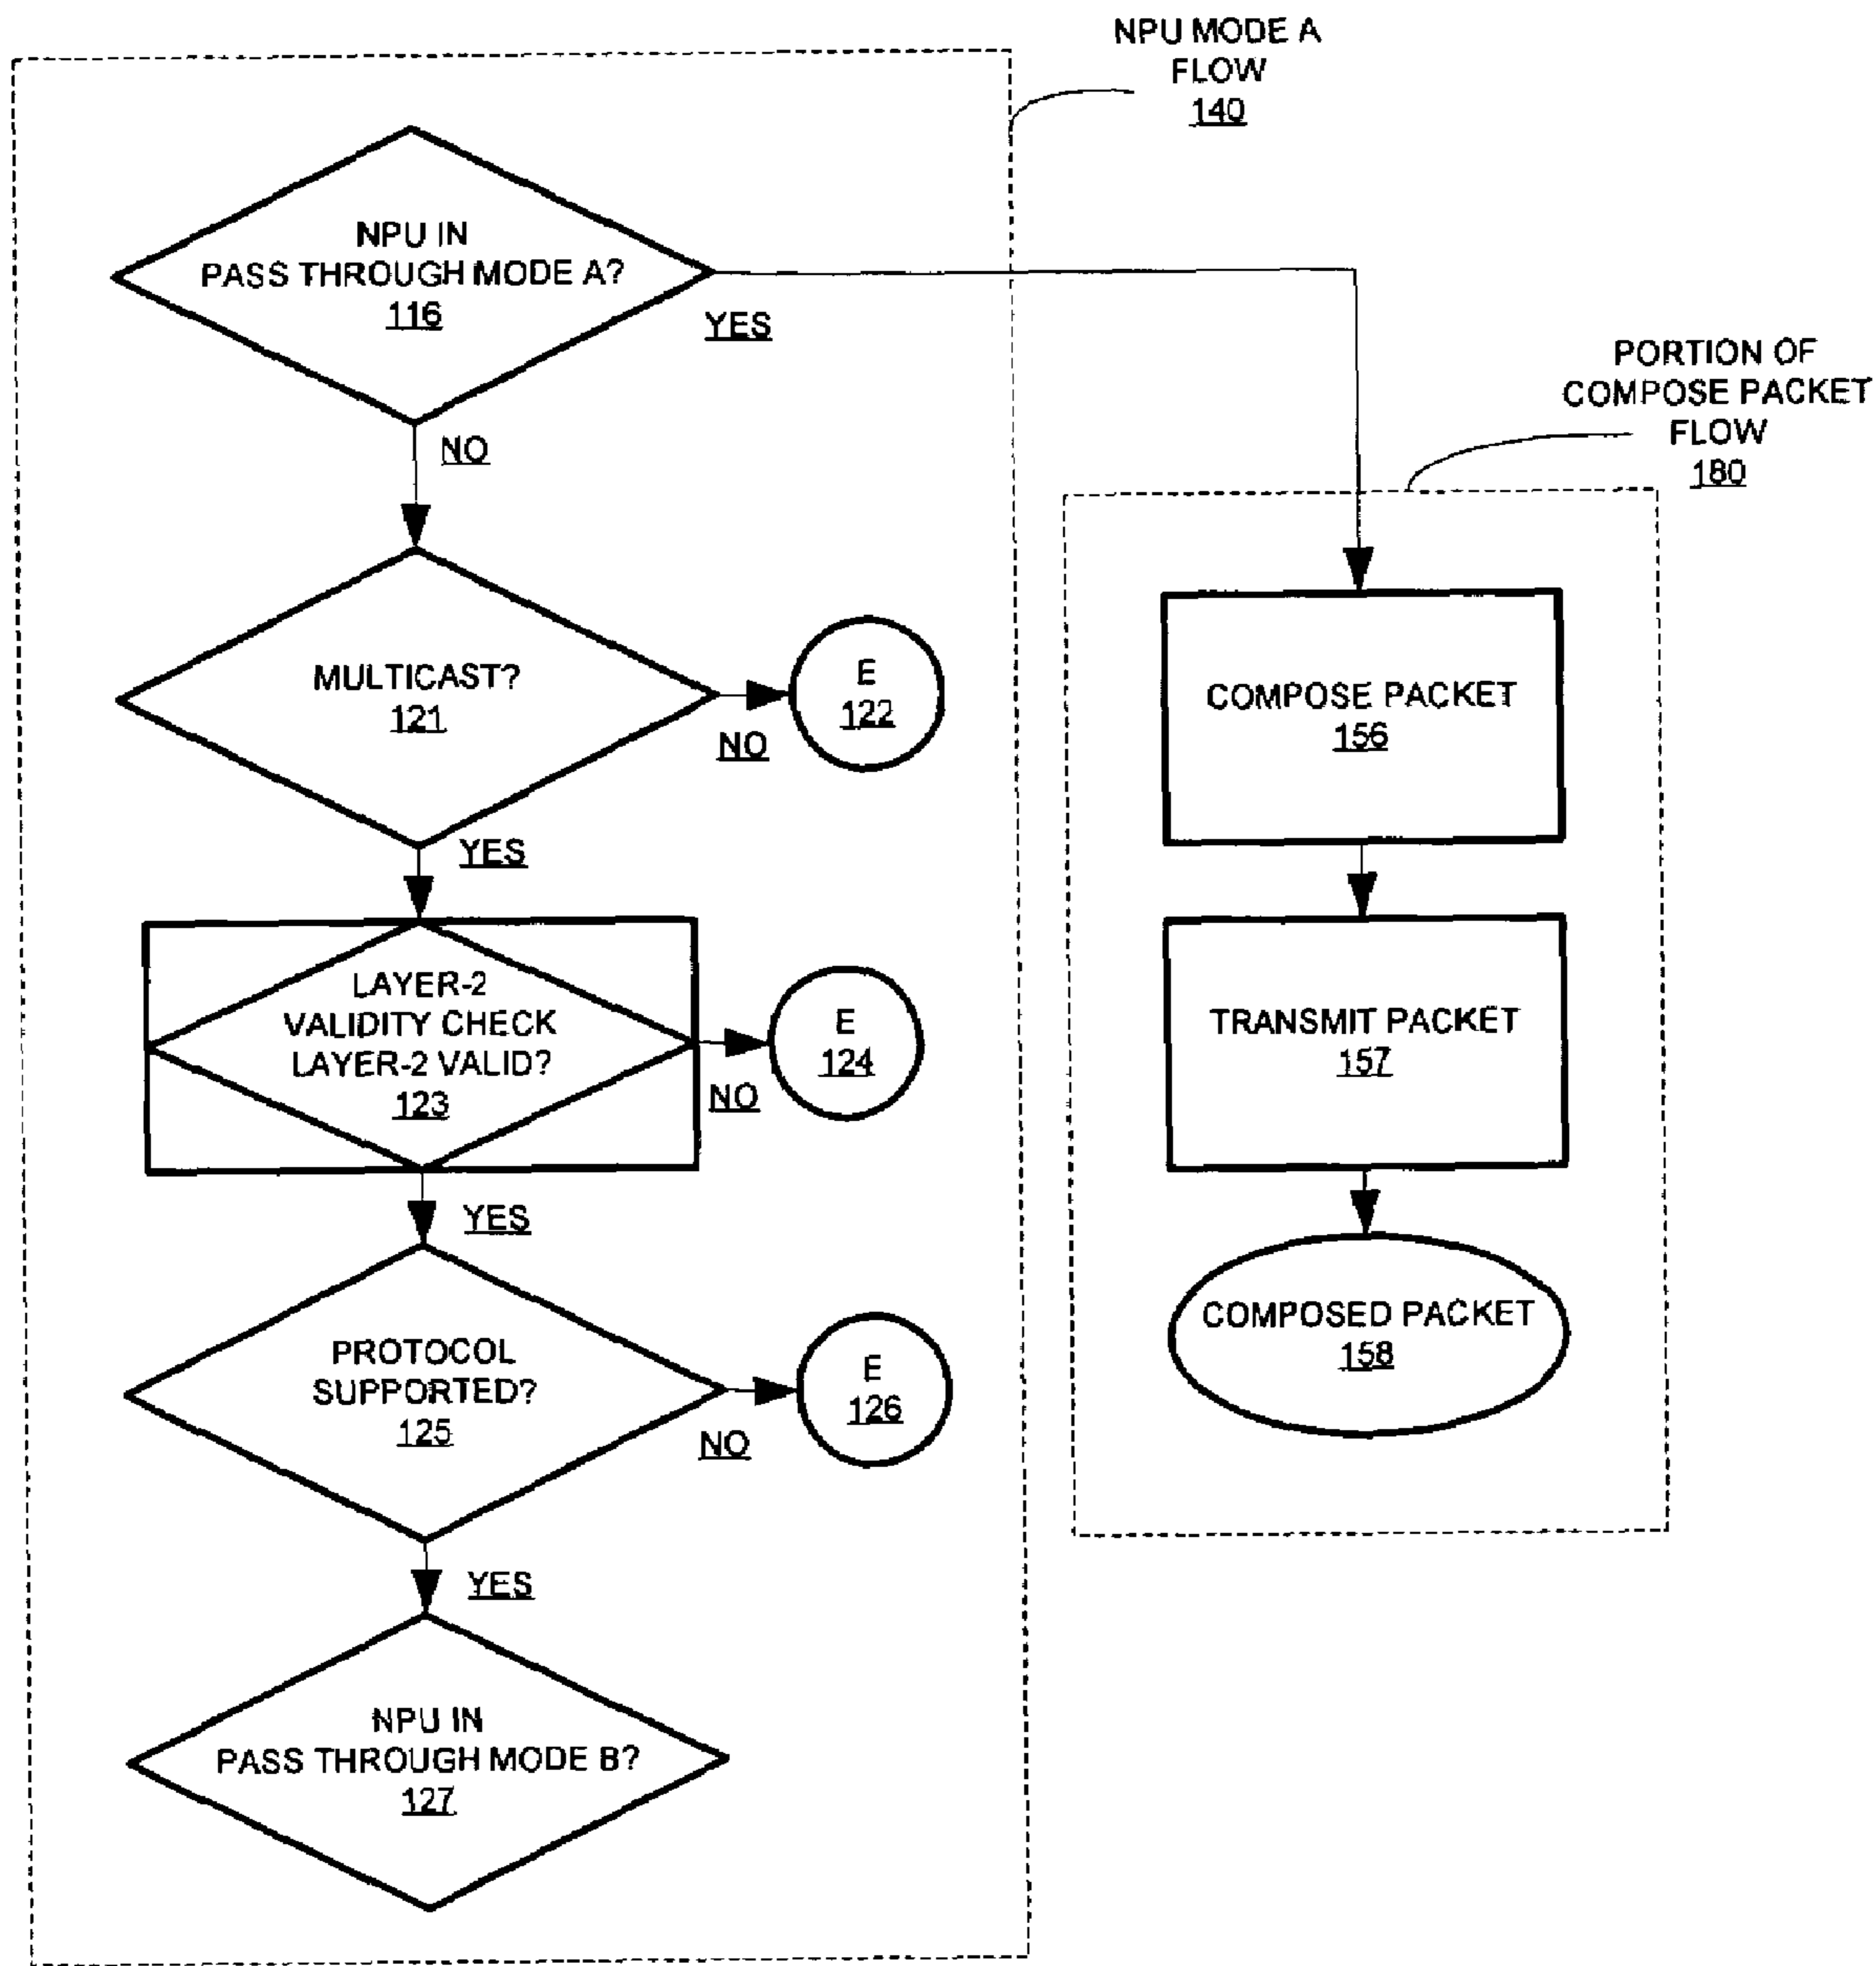 NPU MODE A
FLOW
140
NPU IN
PASS THROUGH MODE A?
116
YES
NO
PORTION OF
COMPOSE PACKET
FLOW
180
MULTICAST?
121
NO
E
122
YES
COMPOSE PACKET
156
LAYER-2
VALIDITY CHECK
LAYER-2 VALID?
123
NO
E
124
YES
TRANSMIT PACKET
157
PROTOCOL
SUPPORTED?
125
NO
E
126
YES
COMPOSED PACKET
158
NPU IN
PASS THROUGH MODE B?
127